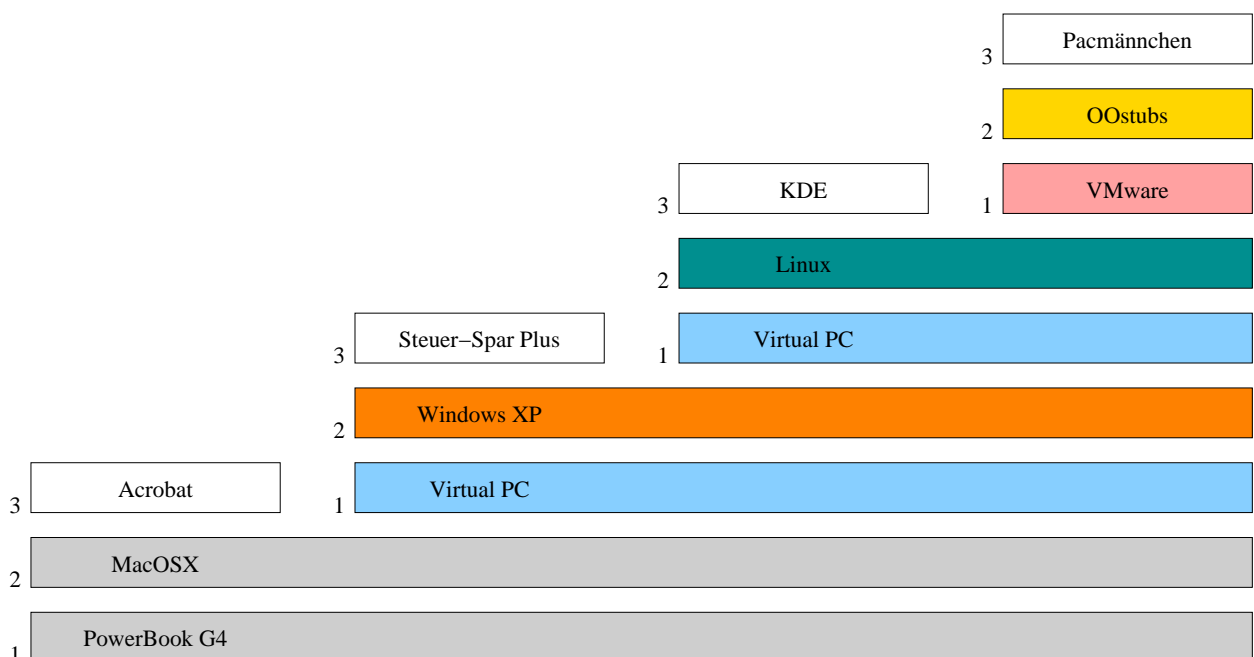 Pacmännchen
3
OOstubs
2
KDE
3
VMware
1
Linux
2
Steuer−Spar Plus
3
Virtual PC
1
Windows XP
2
Acrobat
3
Virtual PC
1
MacOSX
2
PowerBook G4
1